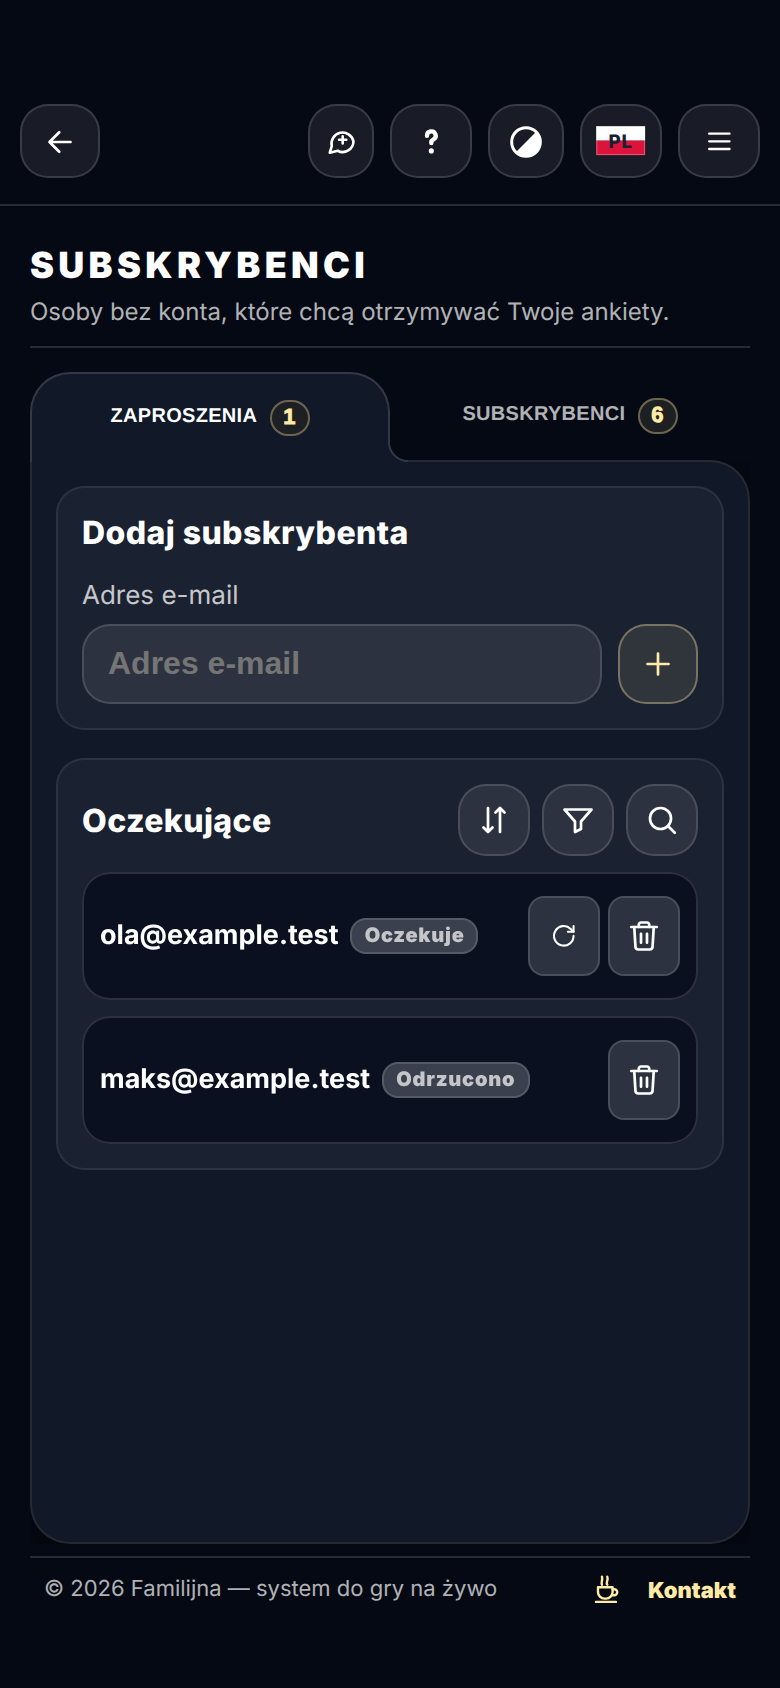 PL
SUBSKRYBENCI
Osoby bez konta, które chcą otrzymywać Twoje ankiety.
ZAPROSZENIA 1
SUBSKRYBENCI 6
Dodaj subskrybenta
Adres e-mail
Adres e-mail
Oczekujące
ola@example.test Oczekuje
maks@example.test Odrzucono
© 2026 Familijna — system do gry na żywo
Kontakt